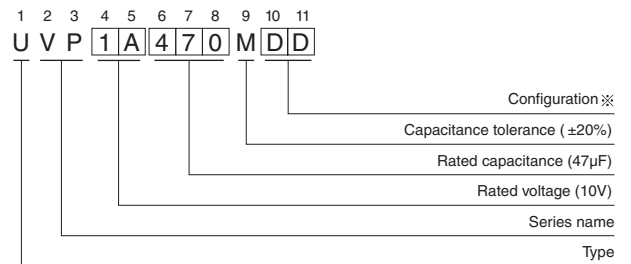 1 2 3 4 5 6 7 8 9 10 11
U V P 1 A 4 7 0 M D D
Configuration ※
Capacitance tolerance ( ±20%)
Rated capacitance (47µF)
Rated voltage (10V)
Series name
Type